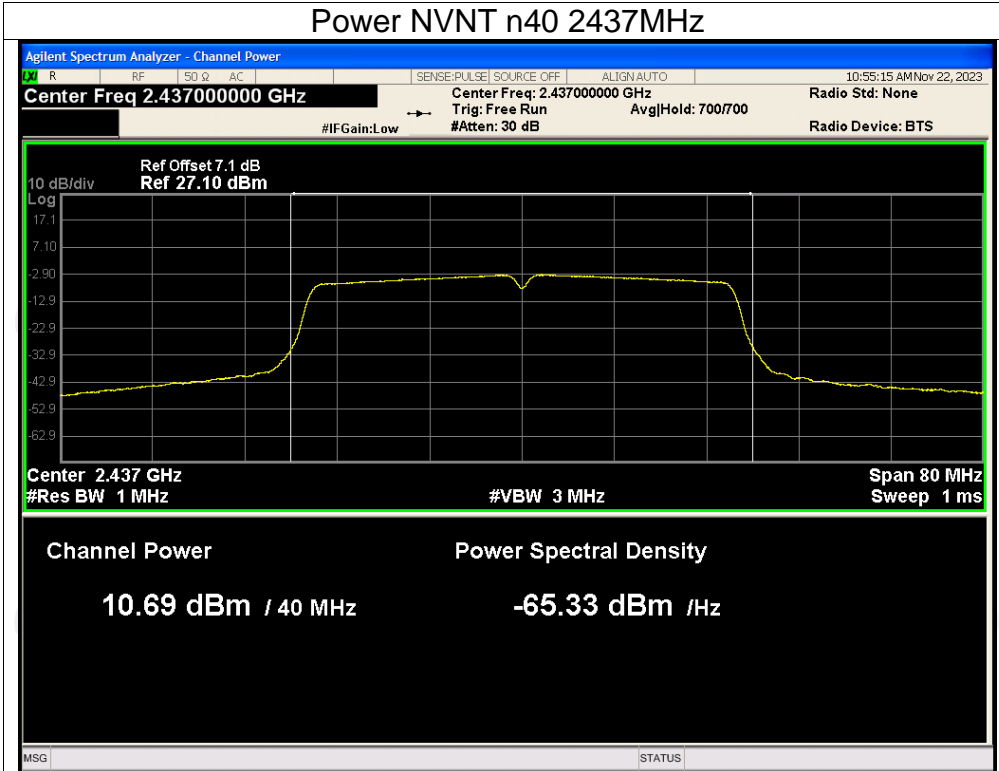 Power NVNT n40 2437MHz
Agilent Spectrum Analyzer - Channel Power
LXI R RF 50 Ω AC SENSE:PULSE SOURCE OFF ALIGN AUTO 10:55:15 AM Nov 22, 2023
Center Freq 2.437000000 GHz Center Freq: 2.437000000 GHz Radio Std: None
Trig: Free Run Avg|Hold: 700/700
#IFGain:Low #Atten: 30 dB Radio Device: BTS
Ref Offset 7.1 dB
10 dB/div Ref 27.10 dBm
Log
17.1
7.10
-2.90
-12.9
-22.9
-32.9
-42.9
-52.9
-62.9
Center 2.437 GHz Span 80 MHz
#Res BW 1 MHz #VBW 3 MHz Sweep 1 ms
Channel Power Power Spectral Density
10.69 dBm / 40 MHz -65.33 dBm /Hz
MSG STATUS